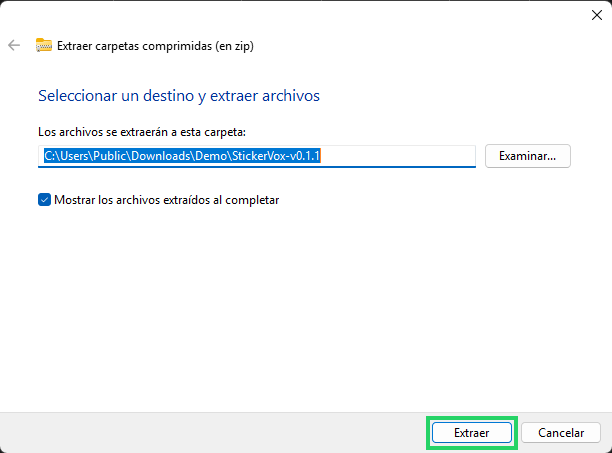 Extraer carpetas comprimidas (en zip)
Seleccionar un destino y extraer archivos
Los archivos se extraerán a esta carpeta:
C:\Users\Public\Downloads\Demo\StickerVox-v0.1.1
Examinar...
Mostrar los archivos extraídos al completar
Extraer
Cancelar